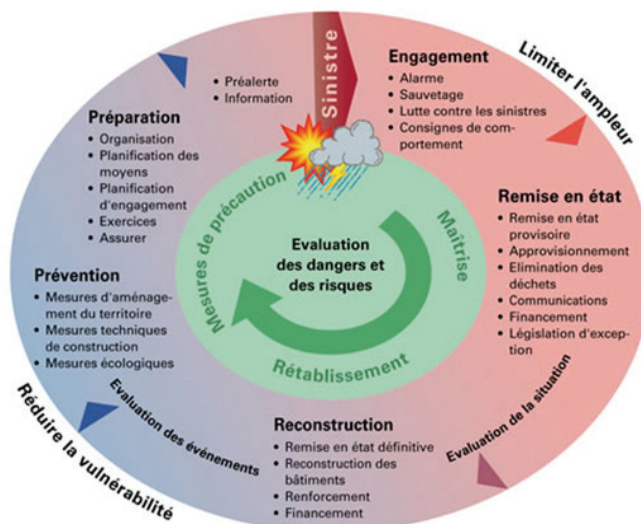 Sinistre
Engagement
• Alarme
• Sauvetage
• Lutte contre les sinistres
• Consignes de com-
portement
Limiter l'ampleur
Remise en état
• Remise en état
provisoire
• Approvisionnement
• Elimination des
déchets
• Communications
• Financement
• Législation d'excep-
tion
Evaluation de la situation
Reconstruction
• Remise en état définitive
• Reconstruction des
bâtiments
• Renforcement
• Financement
Evaluation des événements
Réduire la vulnérabilité
Prévention
• Mesures d'aménage-
ment du territoire
• Mesures techniques
de construction
• Mesures écologiques
Préparation
• Organisation
• Planification des
moyens
• Planification
d'engagement
• Exercices
• Assurer
• Préalerte
• Information
Maîtrise
Rétablissement
Mesures de précaution
Evaluation
des dangers et
des risques